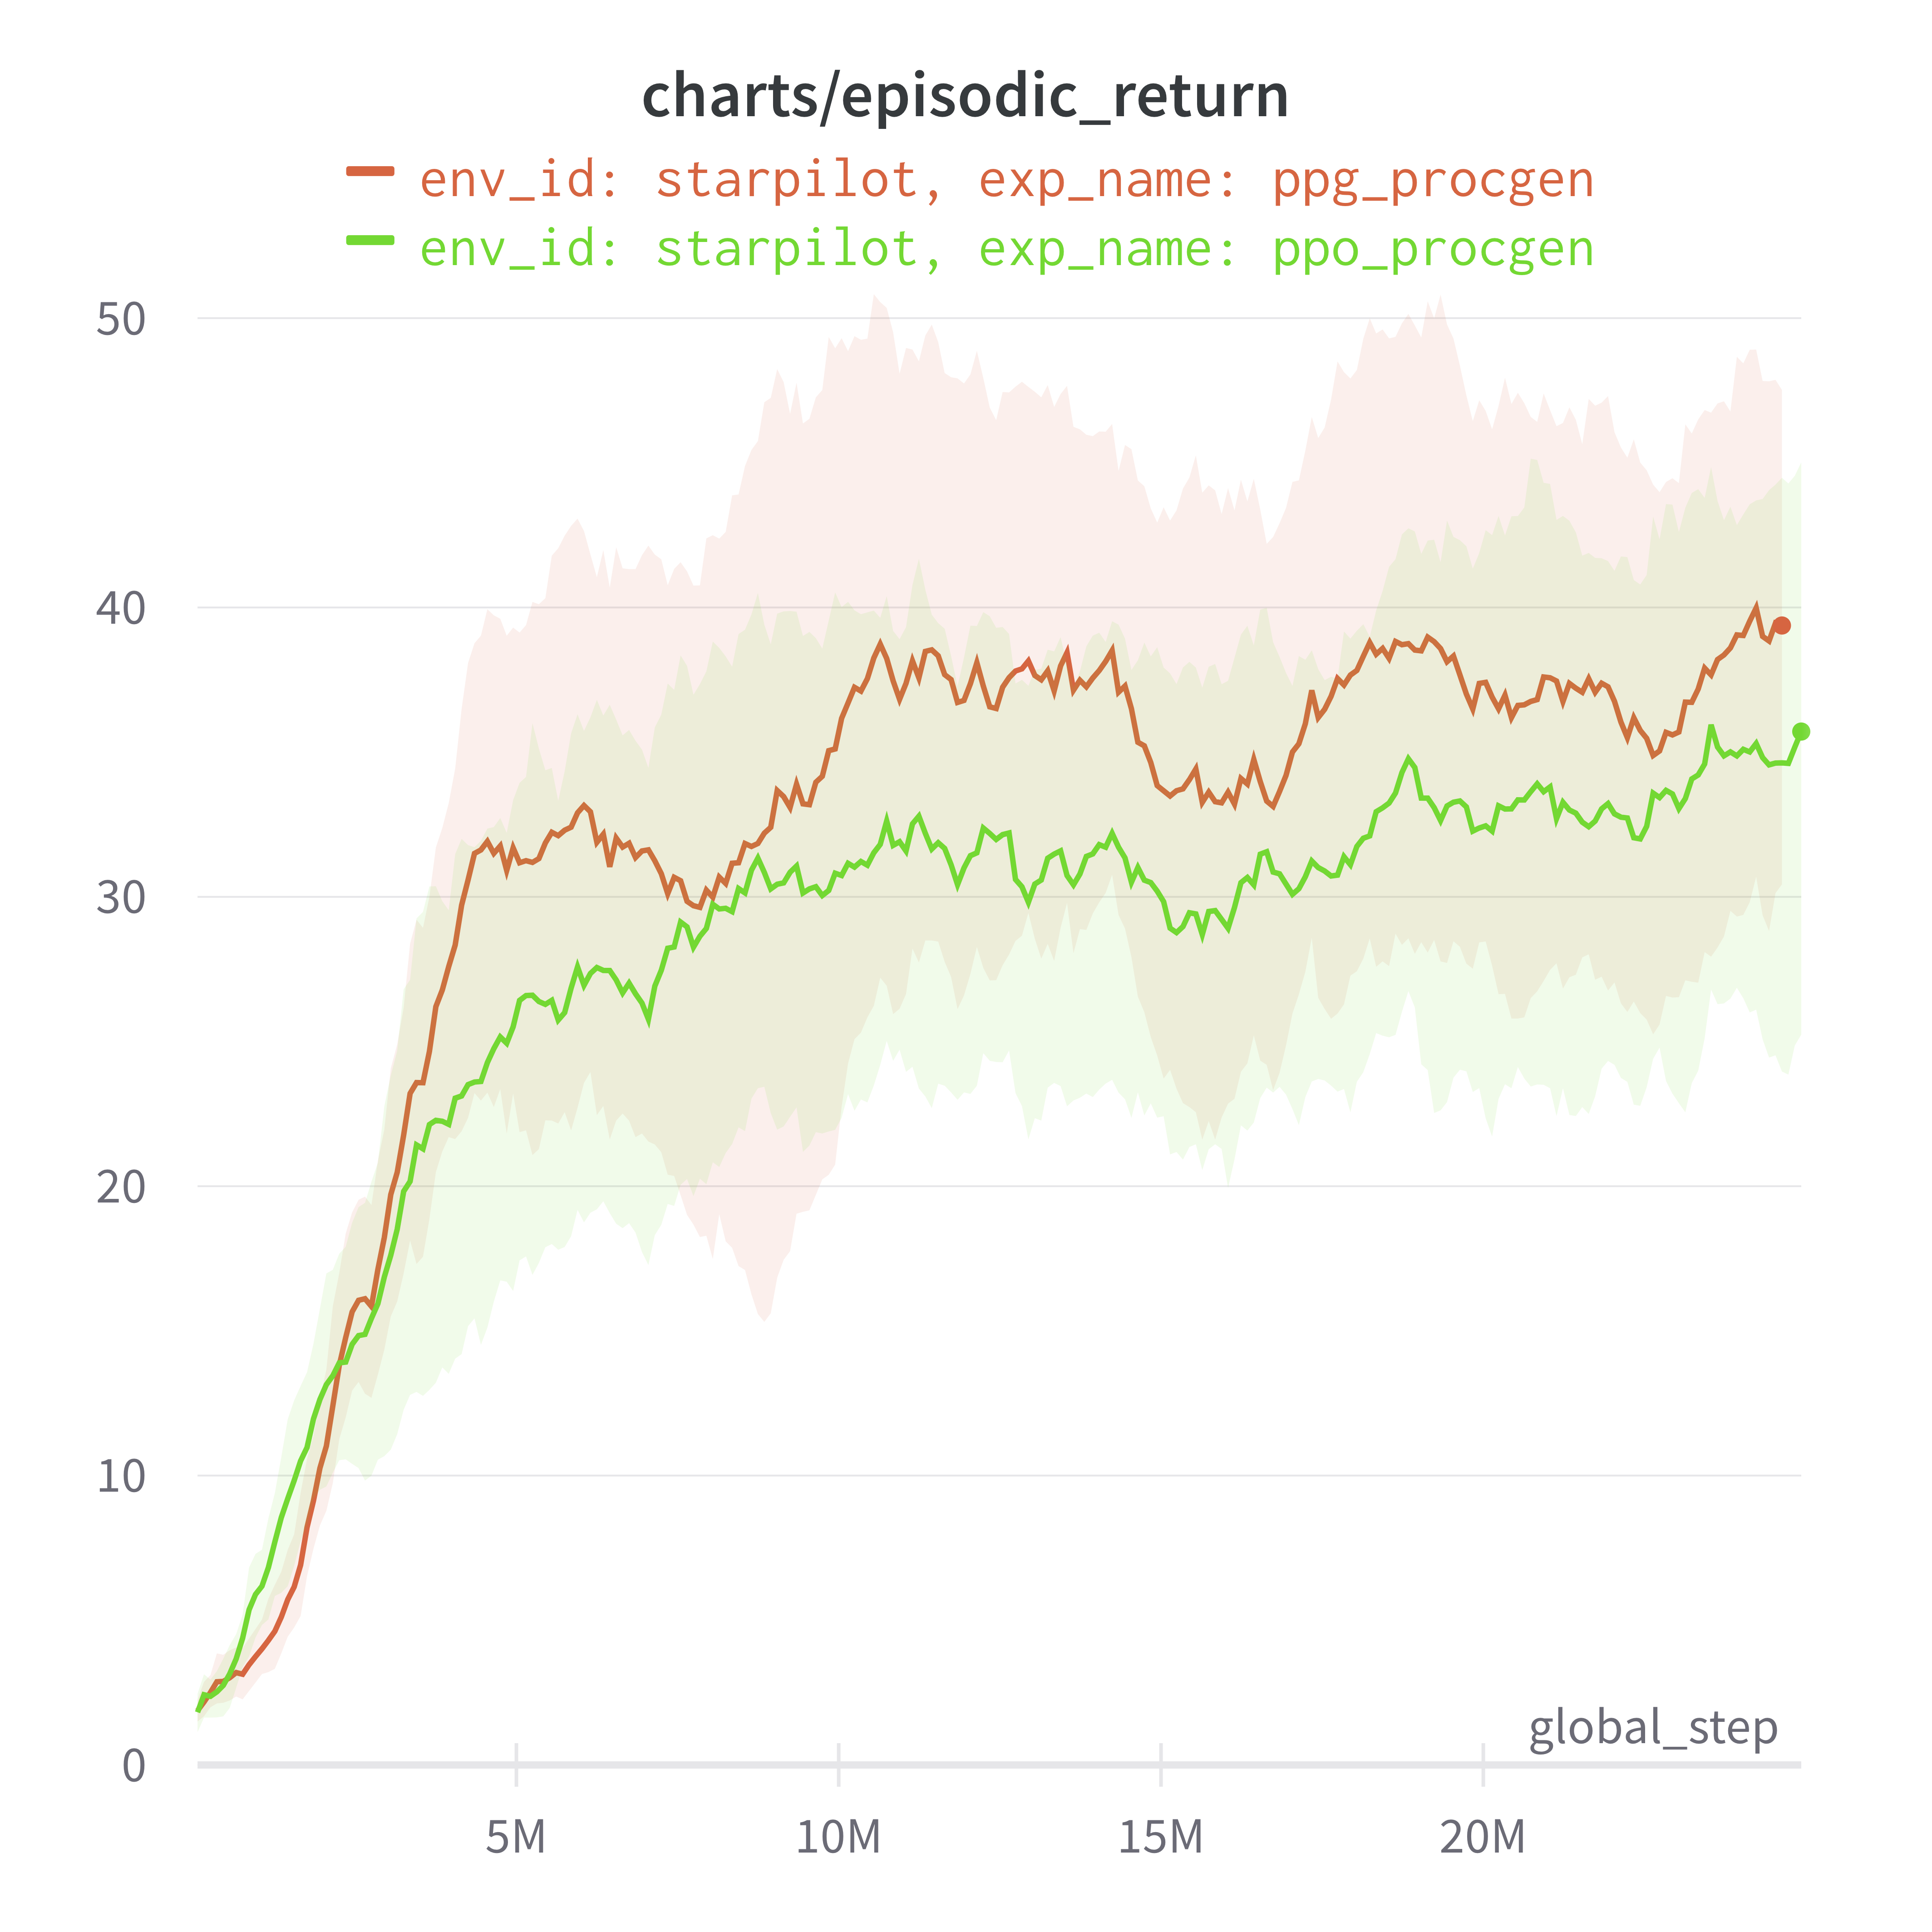 charts/episodic_return
env_id: starpilot, exp_name: ppg_procgen
env_id: starpilot, exp_name: ppo_procgen
50
40
30
20
10
0
global_step
5M 10M 15M 20M